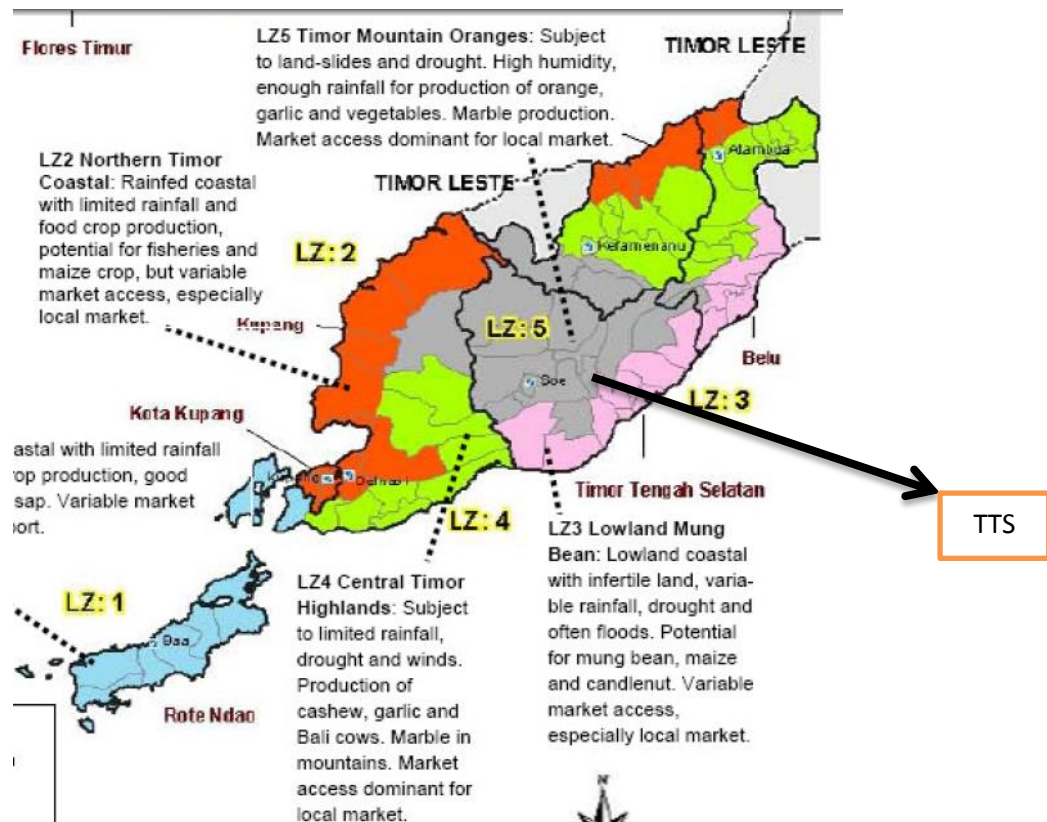 Flores Timur
LZ5 Timor Mountain Oranges: Subject
to land-slides and drought. High humidity,
enough rainfall for production of orange,
garlic and vegetables. Marble production.
Market access dominant for local market.
TIMOR LESTE
Atambua
LZ2 Northern Timor
Coastal: Rainfed coastal
with limited rainfall and
food crop production,
potential for fisheries and
maize crop, but variable
market access, especially
local market.
TIMOR LESTE
LZ: 2
Kefamenanu
Kupang
LZ: 5
Belu
Soe
LZ: 3
Kota Kupang
astal with limited rainfall
op production, good
sap. Variable market
ort.
Timor Tengah Selatan
TTS
LZ: 4
LZ3 Lowland Mung
Bean: Lowland coastal
with infertile land, varia-
ble rainfall, drought and
often floods. Potential
for mung bean, maize
and candlenut. Variable
market access,
especially local market.
LZ4 Central Timor
Highlands: Subject
to limited rainfall,
drought and winds.
Production of
cashew, garlic and
Bali cows. Marble in
mountains. Market
access dominant for
local market.
LZ: 1
Baa
Rote Ndao
N